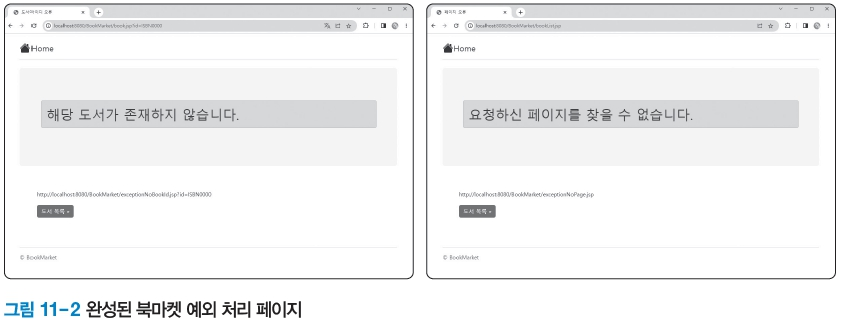 도서아이디 오류
localhost:8080/BookMarket/book.jsp?id=ISBN0000
Home
해당 도서가 존재하지 않습니다.
http://localhost:8080/BookMarket/exceptionNoBookId.jsp?id=ISBN0000
도서 목록 »
© BookMarket
페이지 오류
localhost:8080/BookMarket/bookList.jsp
Home
요청하신 페이지를 찾을 수 없습니다.
http://localhost:8080/BookMarket/exceptionNoPage.jsp
도서 목록 »
© BookMarket
그림 11-2 완성된 북마켓 예외 처리 페이지